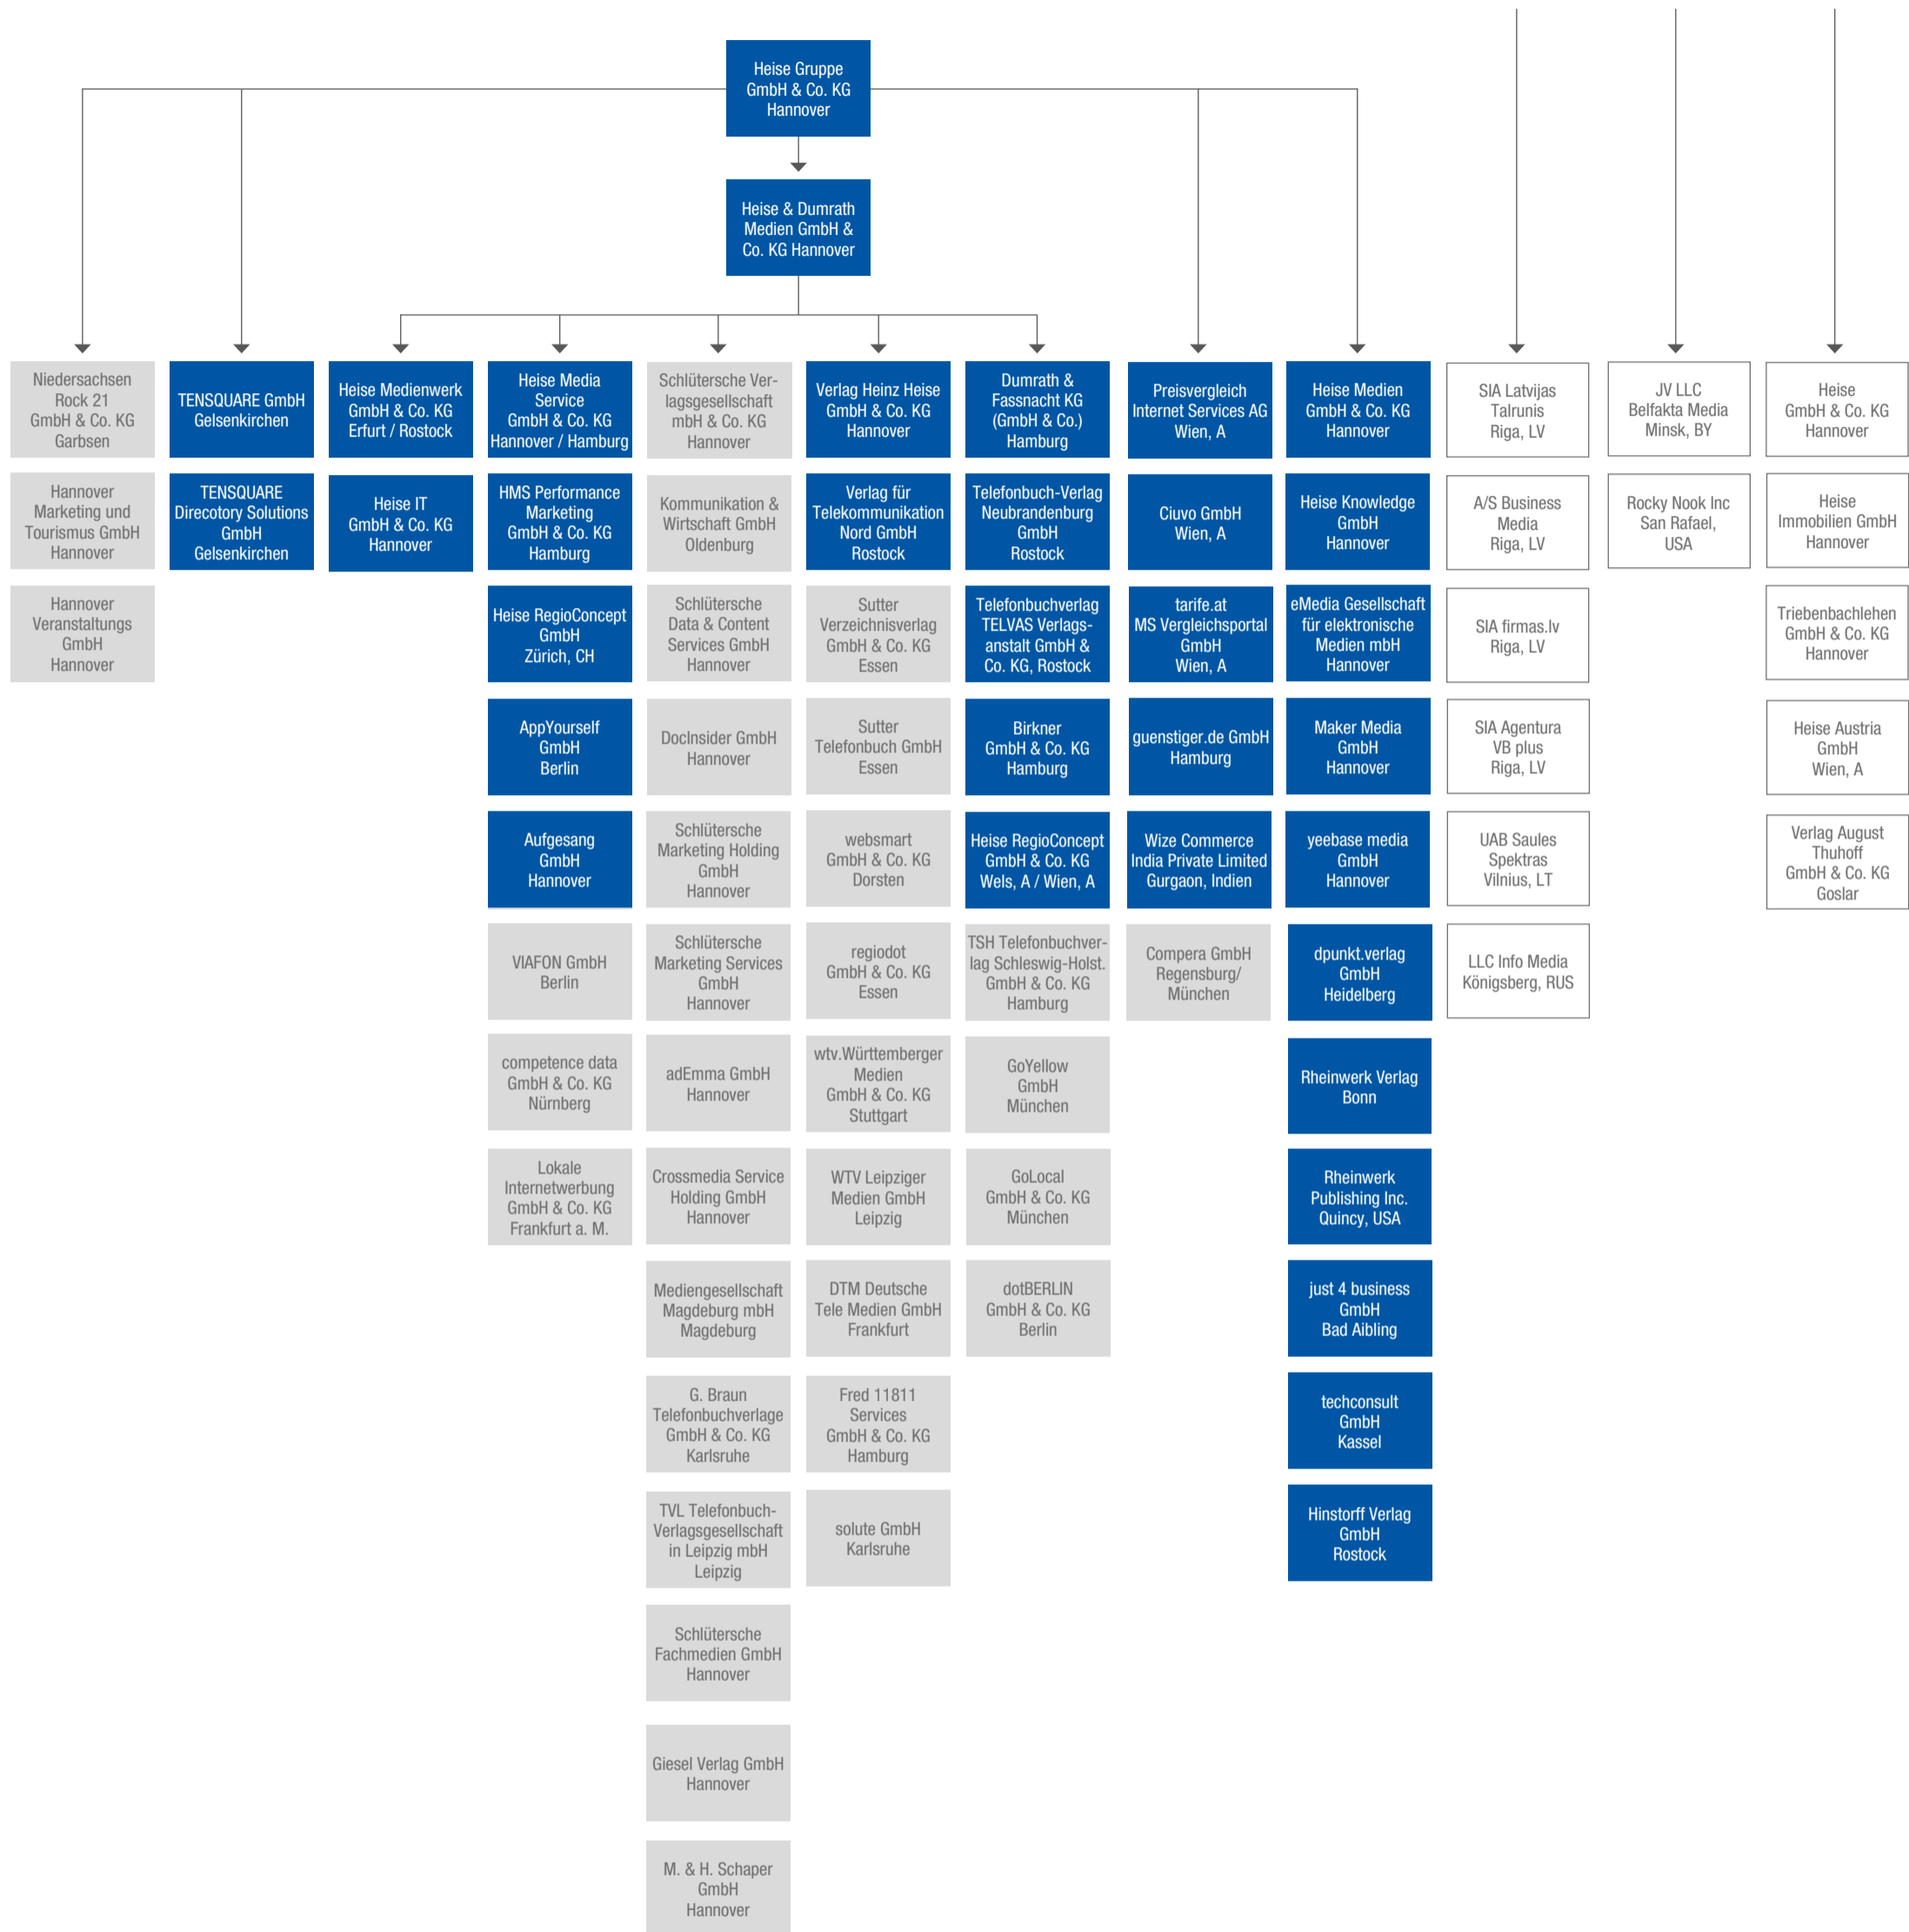 Heise Gruppe
GmbH & Co. KG
Hannover
Heise & Dumrath
Medien GmbH &
Co. KG Hannover
Niedersachsen
Rock 21
GmbH & Co. KG
Garbsen
Hannover
Marketing und
Tourismus GmbH
Hannover
Hannover
Veranstaltungs
GmbH
Hannover
TENSQUARE GmbH
Gelsenkirchen
TENSQUARE
Direcotory Solutions
GmbH
Gelsenkirchen
Heise Medienwerk
GmbH & Co. KG
Erfurt / Rostock
Heise IT
GmbH & Co. KG
Hannover
Heise Media
Service
GmbH & Co. KG
Hannover / Hamburg
HMS Performance
Marketing
GmbH & Co. KG
Hamburg
Heise RegioConcept
GmbH
Zürich, CH
AppYourself
GmbH
Berlin
Aufgesang
GmbH
Hannover
VIAFON GmbH
Berlin
competence data
GmbH & Co. KG
Nürnberg
Lokale
Internetwerbung
GmbH & Co. KG
Frankfurt a. M.
Schlütersche Ver-
lagsgesellschaft
mbH & Co. KG
Hannover
Kommunikation &
Wirtschaft GmbH
Oldenburg
Schlütersche
Data & Content
Services GmbH
Hannover
DocInsider GmbH
Hannover
Schlütersche
Marketing Holding
GmbH
Hannover
Schlütersche
Marketing Services
GmbH
Hannover
adEmma GmbH
Hannover
Crossmedia Service
Holding GmbH
Hannover
Mediengesellschaft
Magdeburg mbH
Magdeburg
G. Braun
Telefonbuchverlage
GmbH & Co. KG
Karlsruhe
TVL Telefonbuch-
Verlagsgesellschaft
in Leipzig mbH
Leipzig
Schlütersche
Fachmedien GmbH
Hannover
Giesel Verlag GmbH
Hannover
M. & H. Schaper
GmbH
Hannover
Verlag Heinz Heise
GmbH & Co. KG
Hannover
Verlag für
Telekommunikation
Nord GmbH
Rostock
Sutter
Verzeichnisverlag
GmbH & Co. KG
Essen
Sutter
Telefonbuch GmbH
Essen
websmart
GmbH & Co. KG
Dorsten
regiodot
GmbH & Co. KG
Essen
wtv.Württemberger
Medien
GmbH & Co. KG
Stuttgart
WTV Leipziger
Medien GmbH
Leipzig
DTM Deutsche
Tele Medien GmbH
Frankfurt
Fred 11811
Services
GmbH & Co. KG
Hamburg
solute GmbH
Karlsruhe
Dumrath &
Fassnacht KG
(GmbH & Co.)
Hamburg
Telefonbuch-Verlag
Neubrandenburg
GmbH
Rostock
Telefonbuchverlag
TELVAS Verlags-
anstalt GmbH &
Co. KG, Rostock
Birkner
GmbH & Co. KG
Hamburg
Heise RegioConcept
GmbH & Co. KG
Wels, A / Wien, A
TSH Telefonbuchver-
lag Schleswig-Holst.
GmbH & Co. KG
Hamburg
GoYellow
GmbH
München
GoLocal
GmbH & Co. KG
München
dotBERLIN
GmbH & Co. KG
Berlin
Preisvergleich
Internet Services AG
Wien, A
Ciuvo GmbH
Wien, A
tarife.at
MS Vergleichsportal
GmbH
Wien, A
guenstiger.de GmbH
Hamburg
Wize Commerce
India Private Limited
Gurgaon, Indien
Compera GmbH
Regensburg/
München
Heise Medien
GmbH & Co. KG
Hannover
Heise Knowledge
GmbH
Hannover
eMedia Gesellschaft
für elektronische
Medien mbH
Hannover
Maker Media
GmbH
Hannover
yeebase media
GmbH
Hannover
dpunkt.verlag
GmbH
Heidelberg
Rheinwerk Verlag
Bonn
Rheinwerk
Publishing Inc.
Quincy, USA
just 4 business
GmbH
Bad Aibling
techconsult
GmbH
Kassel
Hinstorff Verlag
GmbH
Rostock
SIA Latvijas
Talrunis
Riga, LV
A/S Business
Media
Riga, LV
SIA firmas.lv
Riga, LV
SIA Agentura
VB plus
Riga, LV
UAB Saules
Spektras
Vilnius, LT
LLC Info Media
Königsberg, RUS
JV LLC
Belfakta Media
Minsk, BY
Rocky Nook Inc
San Rafael,
USA
Heise
GmbH & Co. KG
Hannover
Heise
Immobilien GmbH
Hannover
Triebenbachlehen
GmbH & Co. KG
Hannover
Heise Austria
GmbH
Wien, A
Verlag August
Thuhoff
GmbH & Co. KG
Goslar